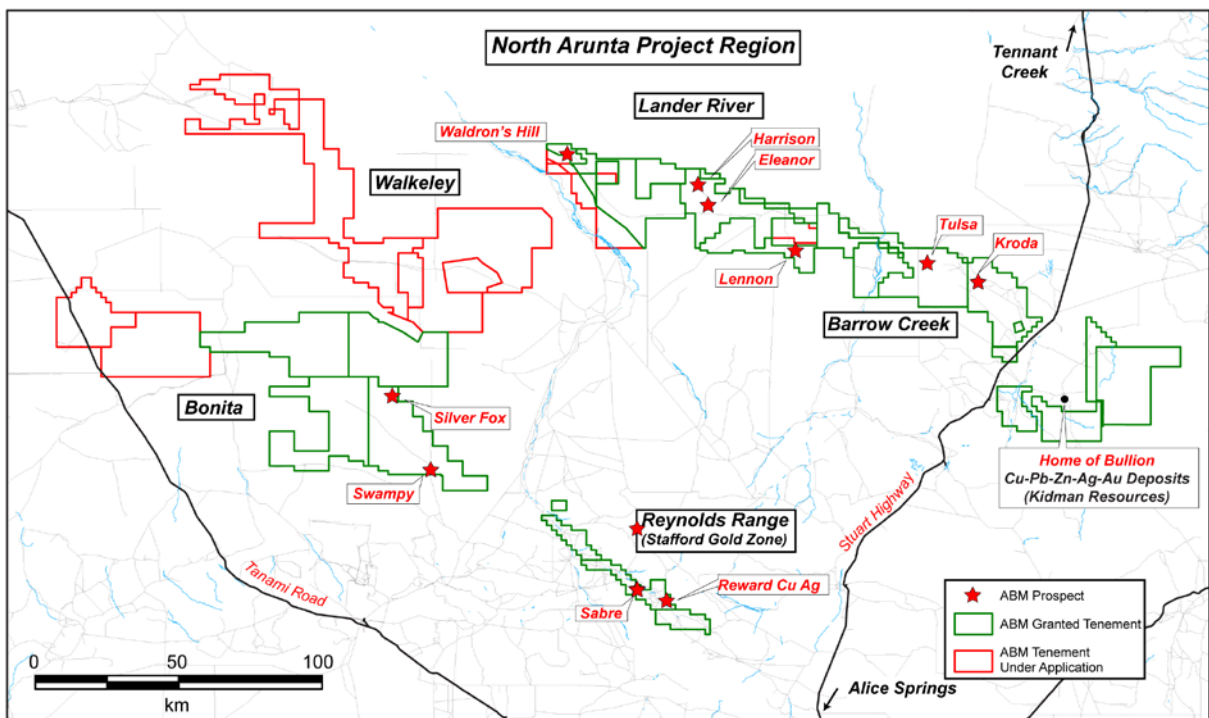 North Arunta Project Region
Tennant
Creek
Lander River
Waldron's Hill
Harrison
Eleanor
Walkeley
Tulsa
Kroda
Lennon
Barrow Creek
Bonita
Silver Fox
Swampy
Home of Bullion
Cu-Pb-Zn-Ag-Au Deposits
(Kidman Resources)
Reynolds Range
(Stafford Gold Zone)
Stuart Highway
Tanami Road
Sabre
Reward Cu Ag
ABM Prospect
ABM Granted Tenement
ABM Tenement
Under Application
0 50 100
km
Alice Springs